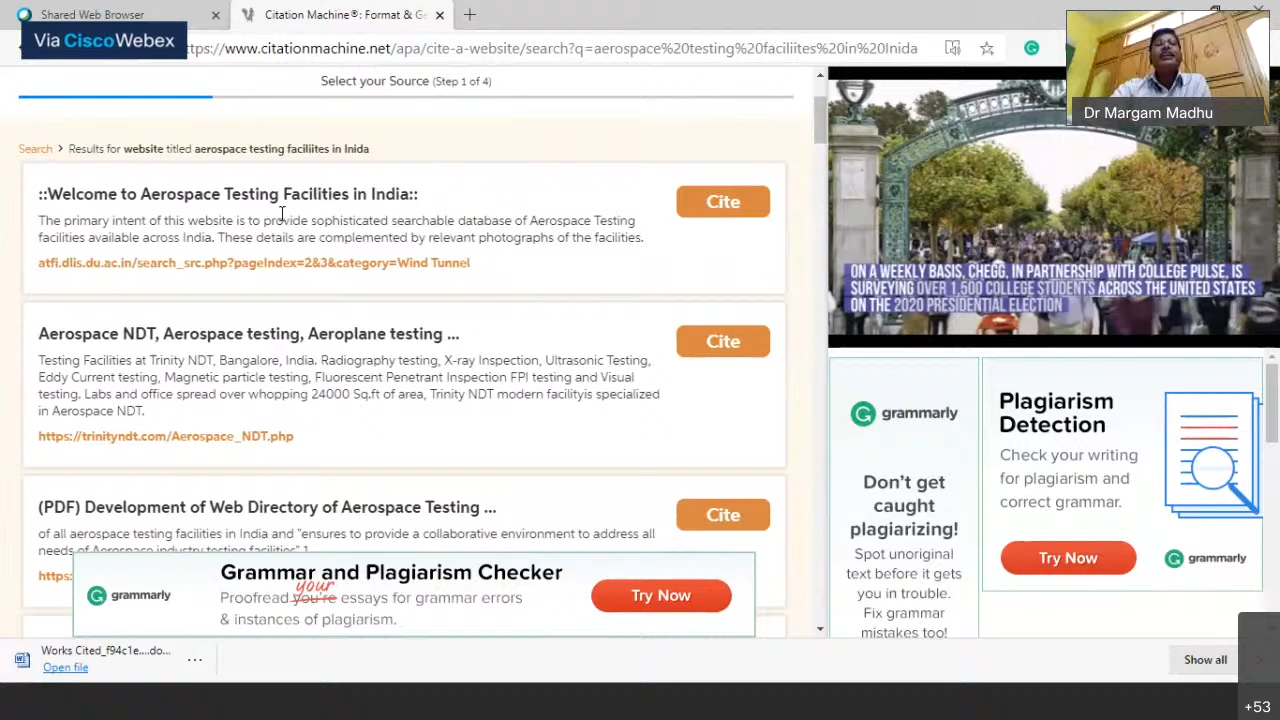 Shared Web Browser
Citation Machine®: Format & Ge
Via CiscoWebex
ttps://www.citationmachine.net/apa/cite-a-website/search?q=aerospace%20testing%20faciliites%20in%20Inida
Dr Margam Madhu
Select your Source (Step 1 of 4)
Search > Results for website titled aerospace testing faciliites in Inida
::Welcome to Aerospace Testing Facilities in India::
Cite
The primary intent of this website is to provide sophisticated searchable database of Aerospace Testing
facilities available across India. These details are complemented by relevant photographs of the facilities.
atfi.dlis.du.ac.in/search_src.php?pageIndex=2&3&category=Wind Tunnel
Aerospace NDT, Aerospace testing, Aeroplane testing ...
Cite
Testing Facilities at Trinity NDT, Bangalore, India. Radiography testing, X-ray Inspection, Ultrasonic Testing,
Eddy Current testing, Magnetic particle testing, Fluorescent Penetrant Inspection FPI testing and Visual
testing. Labs and office spread over whopping 24000 Sq.ft of area, Trinity NDT modern facilityis specialized
in Aerospace NDT.
https://trinityndt.com/Aerospace_NDT.php
(PDF) Development of Web Directory of Aerospace Testing ...
Cite
of all aerospace testing facilities in India and "ensures to provide a collaborative environment to address all
needs of Aerospace industry testing facilities" 1
https:
grammarly
Grammar and Plagiarism Checker
your
Proofread you're essays for grammar errors
& instances of plagiarism.
Try Now
ON A WEEKLY BASIS, CHEGG, IN PARTNERSHIP WITH COLLEGE PULSE, IS
SURVEYING OVER 1,500 COLLEGE STUDENTS ACROSS THE UNITED STATES
ON THE 2020 PRESIDENTIAL ELECTION
grammarly
Don't get
caught
plagiarizing!
Spot unoriginal
text before it gets
you in trouble.
Fix grammar
mistakes too!
Plagiarism
Detection
Check your writing
for plagiarism and
correct grammar.
Try Now
grammarly
Works Cited_f94c1e....do...
Open file
Show all
+53